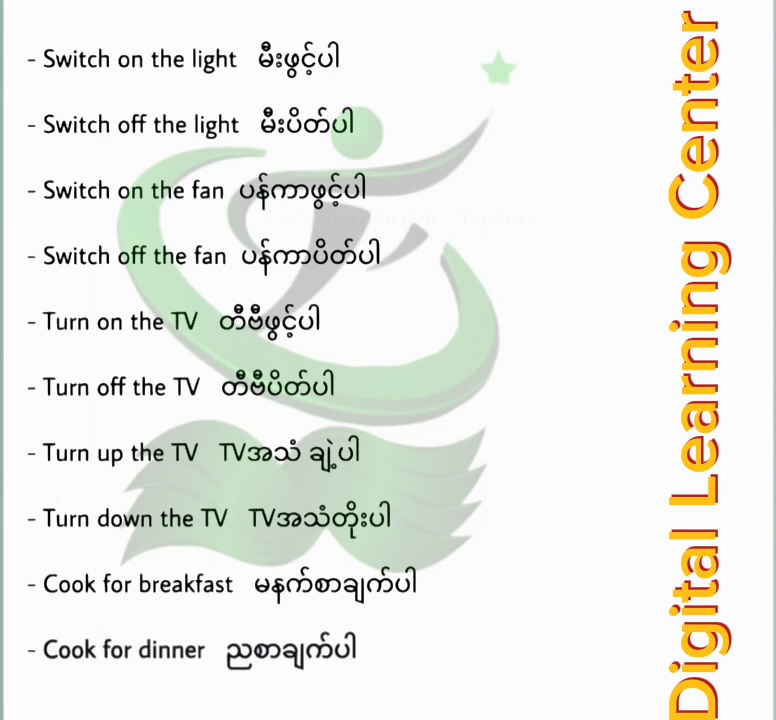 - Switch on the light မီးဖွင့်ပါ
- Switch off the light မီးပိတ်ပါ
- Switch on the fan ပန်ကာဖွင့်ပါ
- Switch off the fan ပန်ကာပိတ်ပါ
- Turn on the TV တီဗီဖွင့်ပါ
- Turn off the TV တီဗီပိတ်ပါ
- Turn up the TV TVအသံ ချဲ့ပါ
- Turn down the TV TVအသံတိုးပါ
- Cook for breakfast မနက်စာချက်ပါ
- Cook for dinner ညစာချက်ပါ
Digital Learning Center